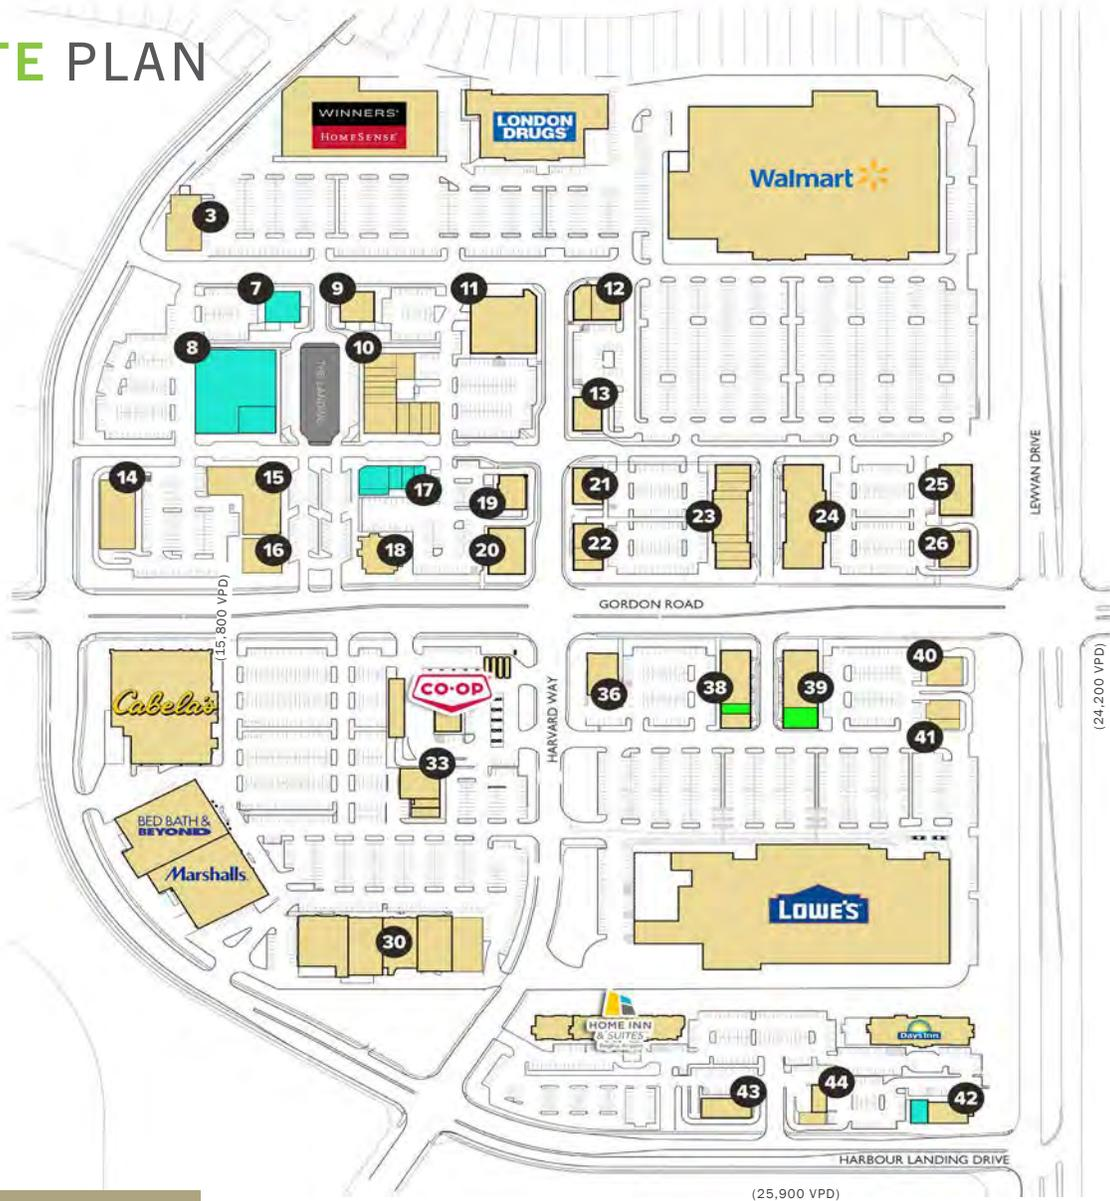 TE PLAN
WINNERS'
HOMESENSE
LONDON
DRUGS
Walmart
3
7
9
11
12
8
10
THE LANDING
13
14
15
17
19
21
23
24
25
16
18
20
22
26
LEWVAN DRIVE
(15,800 VPD)
GORDON ROAD
(24,200 VPD)
Cabela's
CO·OP
HARVARD WAY
36
38
39
40
41
33
BED BATH &
BEYOND
Marshalls
LOWE'S
30
HOME INN
& SUITES
Regina Airport
Days Inn
43
44
42
HARBOUR LANDING DRIVE
(25,900 VPD)